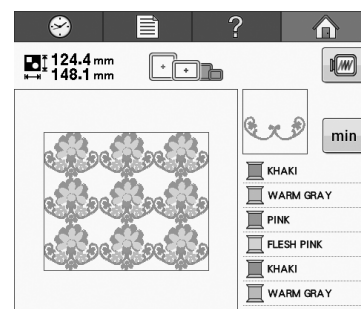 ?
124.4 mm
148.1 mm
min
KHAKI
WARM GRAY
PINK
FLESH PINK
KHAKI
WARM GRAY